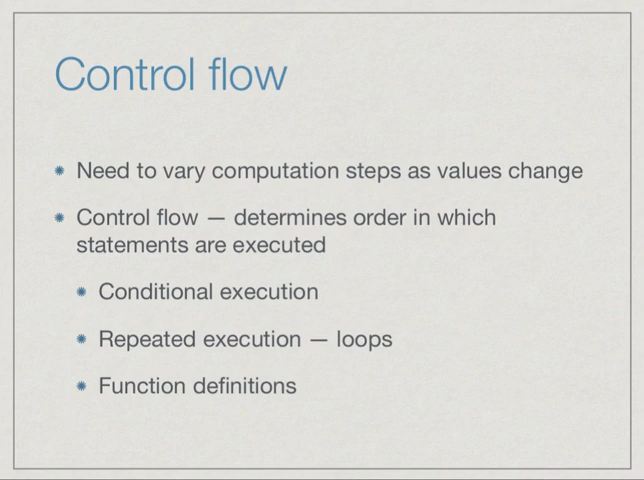 Control flow
Need to vary computation steps as values change
Control flow — determines order in which
statements are executed
Conditional execution
Repeated execution — loops
Function definitions